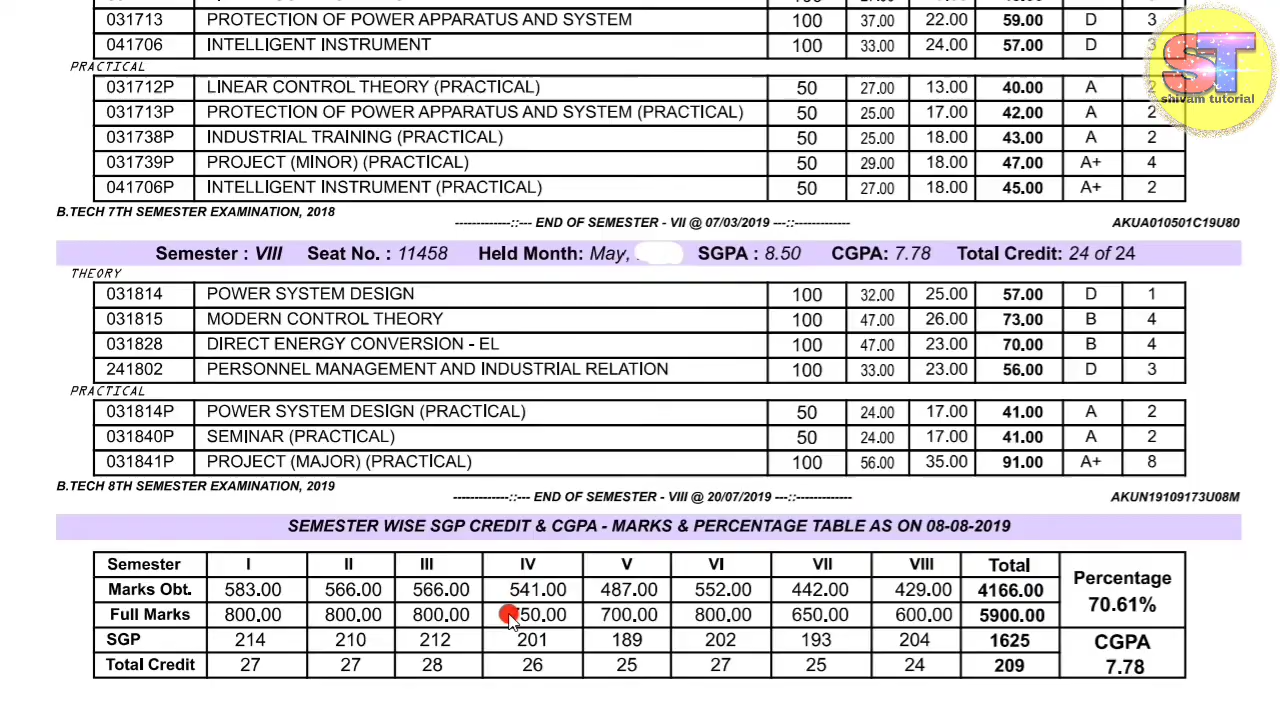 031713 PROTECTION OF POWER APPARATUS AND SYSTEM 100 37.00 22.00 59.00 D 3
041706 INTELLIGENT INSTRUMENT 100 33.00 24.00 57.00 D 3
PRACTICAL
031712P LINEAR CONTROL THEORY (PRACTICAL) 50 27.00 13.00 40.00 A 2
031713P PROTECTION OF POWER APPARATUS AND SYSTEM (PRACTICAL) 50 25.00 17.00 42.00 A 2
031738P INDUSTRIAL TRAINING (PRACTICAL) 50 25.00 18.00 43.00 A 2
031739P PROJECT (MINOR) (PRACTICAL) 50 29.00 18.00 47.00 A+ 4
041706P INTELLIGENT INSTRUMENT (PRACTICAL) 50 27.00 18.00 45.00 A+ 2
ST
shivam tutorial
B.TECH 7TH SEMESTER EXAMINATION, 2018
-------------::--- END OF SEMESTER - VII @ 07/03/2019 ---::-------------
AKUA010501C19U80
Semester : VIII Seat No. : 11458 Held Month: May, SGPA : 8.50 CGPA: 7.78 Total Credit: 24 of 24
THEORY
031814 POWER SYSTEM DESIGN 100 32.00 25.00 57.00 D 1
031815 MODERN CONTROL THEORY 100 47.00 26.00 73.00 B 4
031828 DIRECT ENERGY CONVERSION - EL 100 47.00 23.00 70.00 B 4
241802 PERSONNEL MANAGEMENT AND INDUSTRIAL RELATION 100 33.00 23.00 56.00 D 3
PRACTICAL
031814P POWER SYSTEM DESIGN (PRACTICAL) 50 24.00 17.00 41.00 A 2
031840P SEMINAR (PRACTICAL) 50 24.00 17.00 41.00 A 2
031841P PROJECT (MAJOR) (PRACTICAL) 100 56.00 35.00 91.00 A+ 8
B.TECH 8TH SEMESTER EXAMINATION, 2019
-------------::--- END OF SEMESTER - VIII @ 20/07/2019 ---::-------------
AKUN19109173U08M
SEMESTER WISE SGP CREDIT & CGPA - MARKS & PERCENTAGE TABLE AS ON 08-08-2019
Semester I II III IV V VI VII VIII Total
Marks Obt. 583.00 566.00 566.00 541.00 487.00 552.00 442.00 429.00 4166.00
Full Marks 800.00 800.00 800.00 50.00 700.00 800.00 650.00 600.00 5900.00
SGP 214 210 212 201 189 202 193 204 1625
Total Credit 27 27 28 26 25 27 25 24 209
Percentage
70.61%
CGPA
7.78